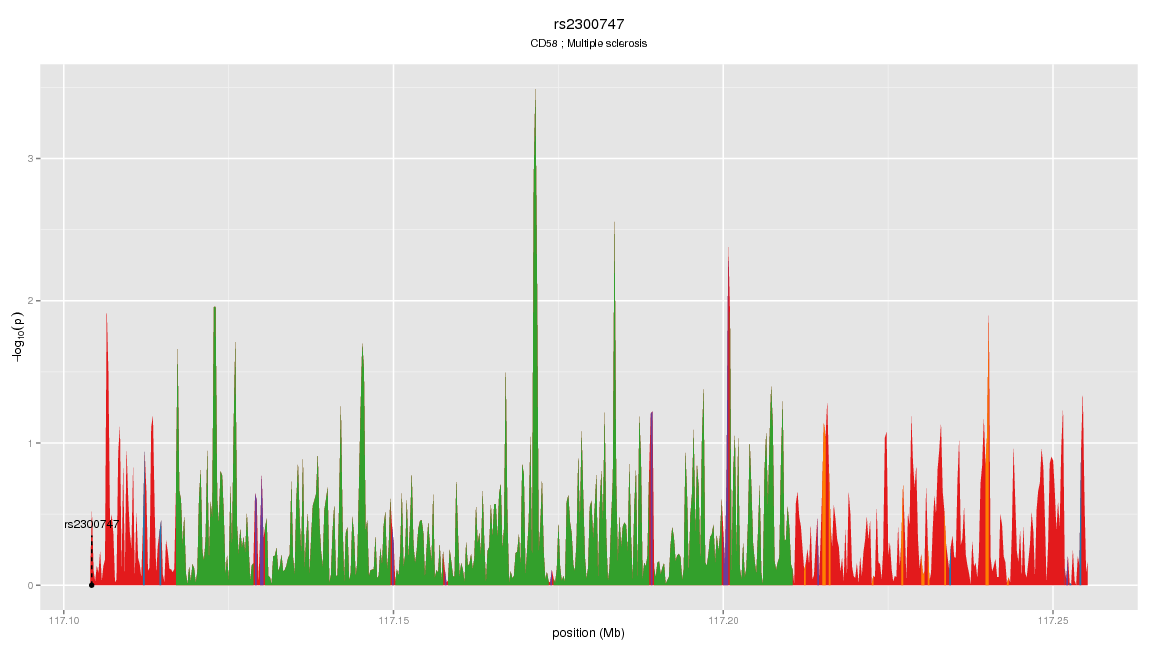 rs2300747
CD58 ; Multiple sclerosis
3
2
1
0
−log₁₀(p)
rs2300747
117.10 117.15 117.20 117.25
position (Mb)